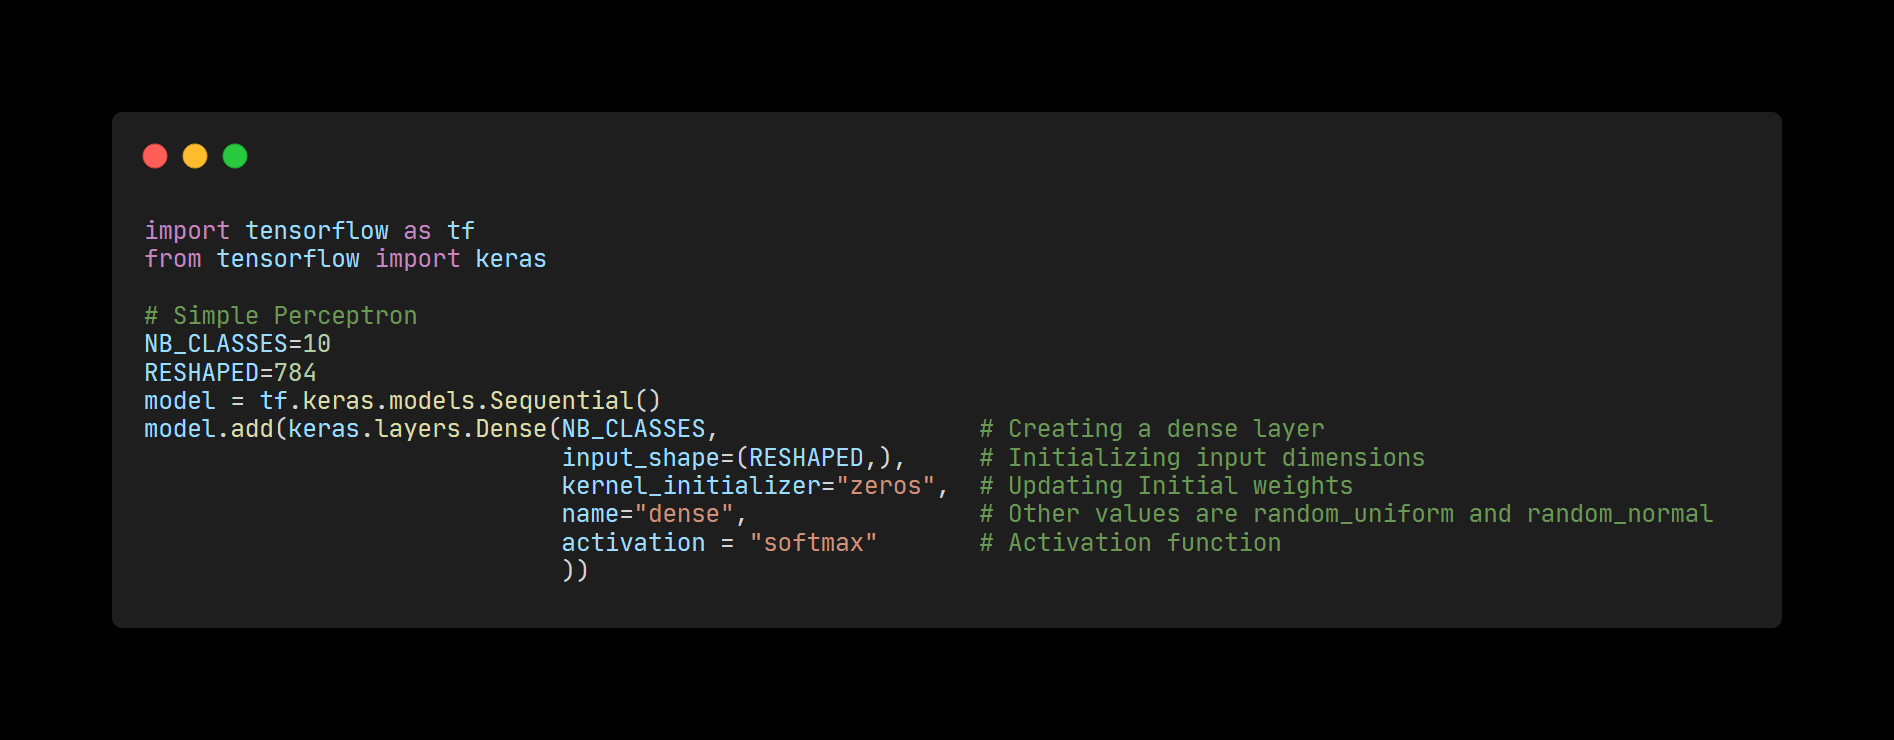 import tensorflow as tf
from tensorflow import keras
# Simple Perceptron
NB_CLASSES=10
RESHAPED=784
model = tf.keras.models.Sequential()
model.add(keras.layers.Dense(NB_CLASSES,                  # Creating a dense layer
                             input_shape=(RESHAPED,),     # Initializing input dimensions
                             kernel_initializer="zeros",  # Updating Initial weights
                             name="dense",                # Other values are random_uniform and random_normal
                             activation = "softmax"       # Activation function
                             ))